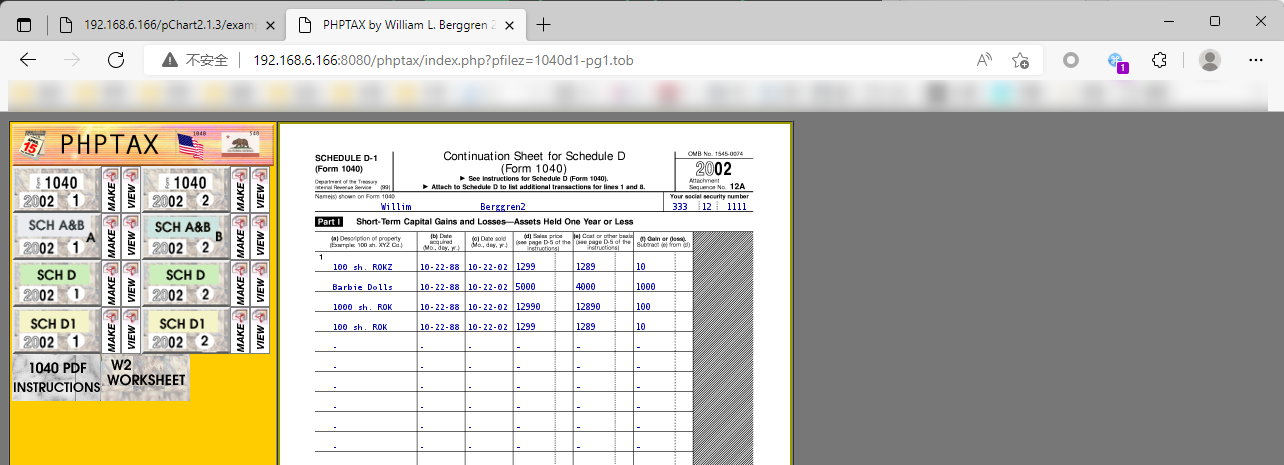 192.168.6.166/pChart2.1.3/exam
PHPTAX by William L. Berggren 2
不安全
192.168.6.166:8080/phptax/index.php?pfilez=1040d1-pg1.tob
1
APR 15
PHPTAX
1040
540
Form 1040 2002 1 MAKE VIEW
Form 1040 2002 2 MAKE VIEW
SCH A&B 2002 1 A MAKE VIEW
SCH A&B 2002 2 B MAKE VIEW
SCH D 2002 1 MAKE VIEW
SCH D 2002 2 MAKE VIEW
SCH D1 2002 1 MAKE VIEW
SCH D1 2002 2 MAKE VIEW
1040 PDF
INSTRUCTIONS
W2
WORKSHEET
SCHEDULE D-1
(Form 1040)
Department of the Treasury
Internal Revenue Service (99)
Continuation Sheet for Schedule D
(Form 1040)
► See instructions for Schedule D (Form 1040).
► Attach to Schedule D to list additional transactions for lines 1 and 8.
OMB No. 1545-0074
2002
Attachment
Sequence No. 12A
Name(s) shown on Form 1040
Your social security number
Willim Berggren2
333 12 1111
Part I Short-Term Capital Gains and Losses—Assets Held One Year or Less
(a) Description of property
(Example: 100 sh. XYZ Co.)
(b) Date
acquired
(Mo., day, yr.)
(c) Date sold
(Mo., day, yr.)
(d) Sales price
(see page D-5 of the
instructions)
(e) Cost or other basis
(see page D-5 of the
instructions)
(f) Gain or (loss).
Subtract (e) from (d)
1
100 sh. ROKZ 10-22-88 10-22-02 1299 1289 10
Barbie Dolls 10-22-88 10-22-02 5000 4000 1000
1000 sh. ROK 10-22-88 10-22-02 12990 12890 100
100 sh. ROK 10-22-88 10-22-02 1299 1289 10
- - - - - -
- - - - - -
- - - - - -
- - - - - -
- - - - - -
- - - - - -